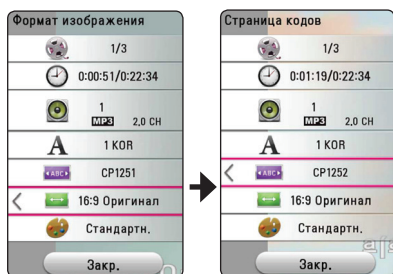 Формат изображения
1/3
0:00:51/0:22:34
1
MP3 2,0 CH
A 1 KOR
ABC CP1251
16:9 Оригинал
Стандартн.
Закр.
Страница кодов
1/3
0:01:19/0:22:34
1
MP3 2,0 CH
A 1 KOR
ABC CP1252
16:9 Оригинал
Стандартн.
Закр.